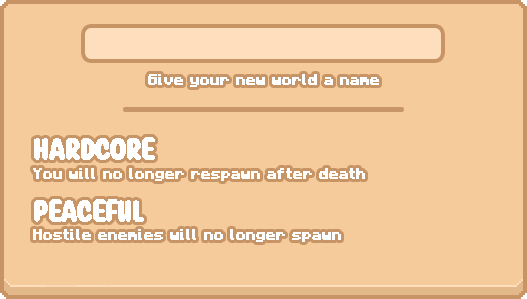 Give your new world a name
HARDCORE
You will no longer respawn after death
PEACEFUL
Hostile enemies will no longer spawn